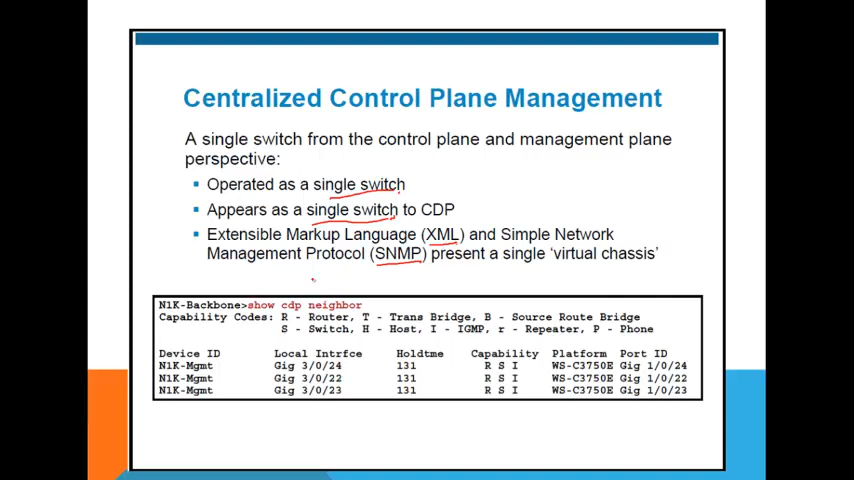 Centralized Control Plane Management
A single switch from the control plane and management plane
perspective:
▪ Operated as a single switch
▪ Appears as a single switch to CDP
▪ Extensible Markup Language (XML) and Simple Network
Management Protocol (SNMP) present a single ‘virtual chassis’
N1K-Backbone>show cdp neighbor
Capability Codes: R - Router, T - Trans Bridge, B - Source Route Bridge
S - Switch, H - Host, I - IGMP, r - Repeater, P - Phone
Device ID Local Intrfce Holdtme Capability Platform Port ID
N1K-Mgmt Gig 3/0/24 131 R S I WS-C3750E Gig 1/0/24
N1K-Mgmt Gig 3/0/22 131 R S I WS-C3750E Gig 1/0/22
N1K-Mgmt Gig 3/0/23 131 R S I WS-C3750E Gig 1/0/23